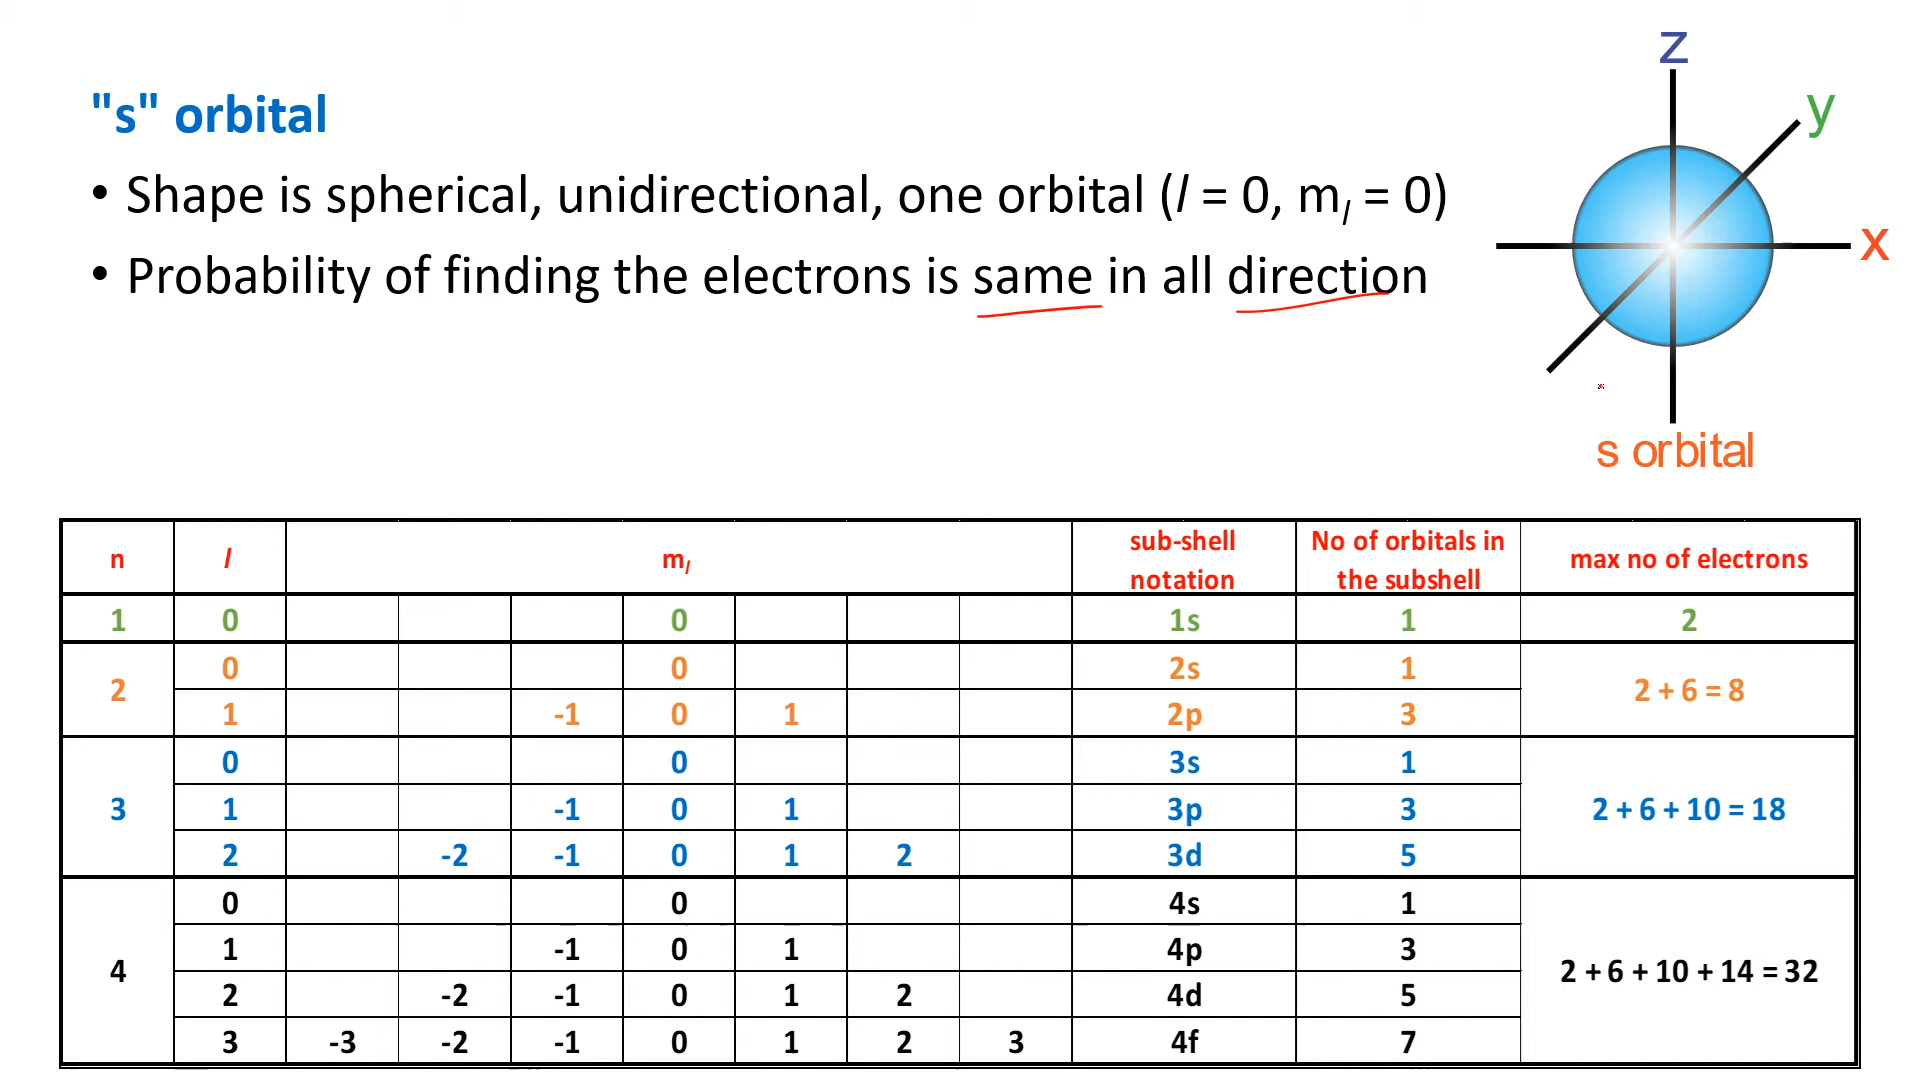 "s" orbital
• Shape is spherical, unidirectional, one orbital (l = 0, ml = 0)
• Probability of finding the electrons is same in all direction
z
y
x
s orbital
n l ml sub-shell notation No of orbitals in the subshell max no of electrons
1 0 0 1s 1 2
2 0 0 2s 1 2 + 6 = 8
1 -1 0 1 2p 3
3 0 0 3s 1 2 + 6 + 10 = 18
1 -1 0 1 3p 3
2 -2 -1 0 1 2 3d 5
4 0 0 4s 1 2 + 6 + 10 + 14 = 32
1 -1 0 1 4p 3
2 -2 -1 0 1 2 4d 5
3 -3 -2 -1 0 1 2 3 4f 7